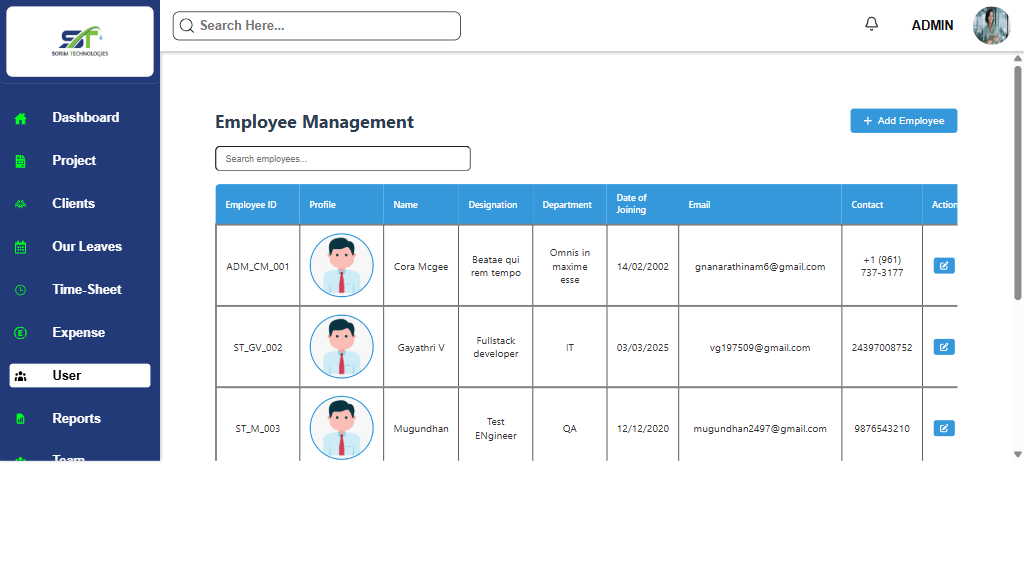 ST
SORIM TECHNOLOGIES
Search Here...
ADMIN
Dashboard
Project
Clients
Our Leaves
Time-Sheet
Expense
User
Reports
Team
Employee Management
+ Add Employee
Search employees...
Employee ID Profile Name Designation Department Date of Joining Email Contact Action
ADM_CM_001 Cora Mcgee Beatae qui rem tempo Omnis in maxime esse 14/02/2002 gnanarathinam6@gmail.com +1 (961) 737-3177
ST_GV_002 Gayathri V Fullstack developer IT 03/03/2025 vg197509@gmail.com 24397008752
ST_M_003 Mugundhan Test ENgineer QA 12/12/2020 mugundhan2497@gmail.com 9876543210